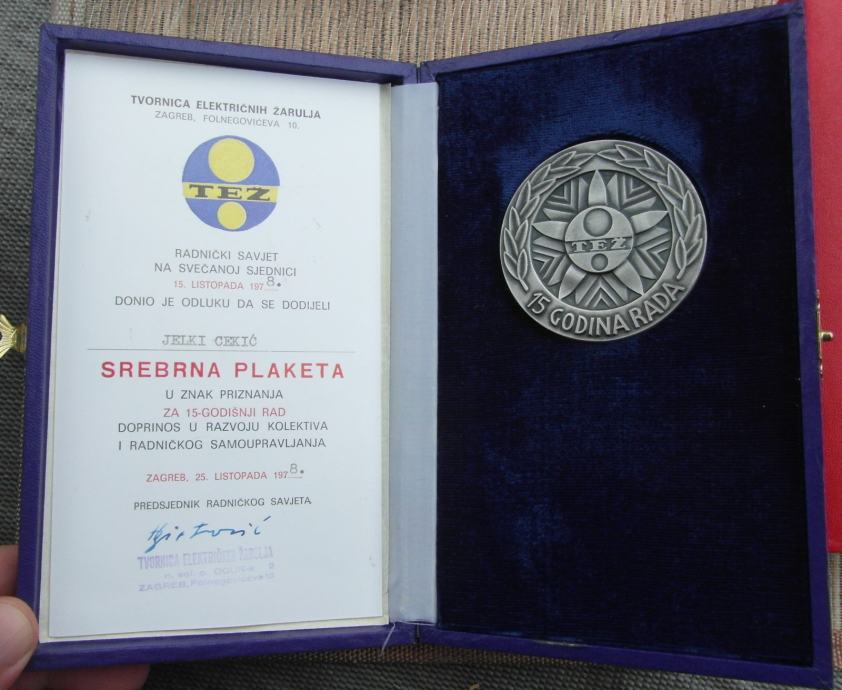 TVORNICA ELEKTRIČNIH ŽARULJA
ZAGREB, FOLNEGOVIĆEVA 10.
TEŽ
RADNIČKI SAVJET
NA SVEČANOJ SJEDNICI
15. LISTOPADA 1978.
DONIO JE ODLUKU DA SE DODIJELI
JELKI CEKIĆ
SREBRNA PLAKETA
U ZNAK PRIZNANJA
ZA 15-GODIŠNJI RAD
DOPRINOS U RAZVOJU KOLEKTIVA
I RADNIČKOG SAMOUPRAVLJANJA
ZAGREB, 25. LISTOPADA 1978.
PREDSJEDNIK RADNIČKOG SAVJETA
TVORNICA ELEKTRIČNIH ŽARULJA
ZAGREB, Folnegovićeva 10
TEŽ
15 GODINA RADA